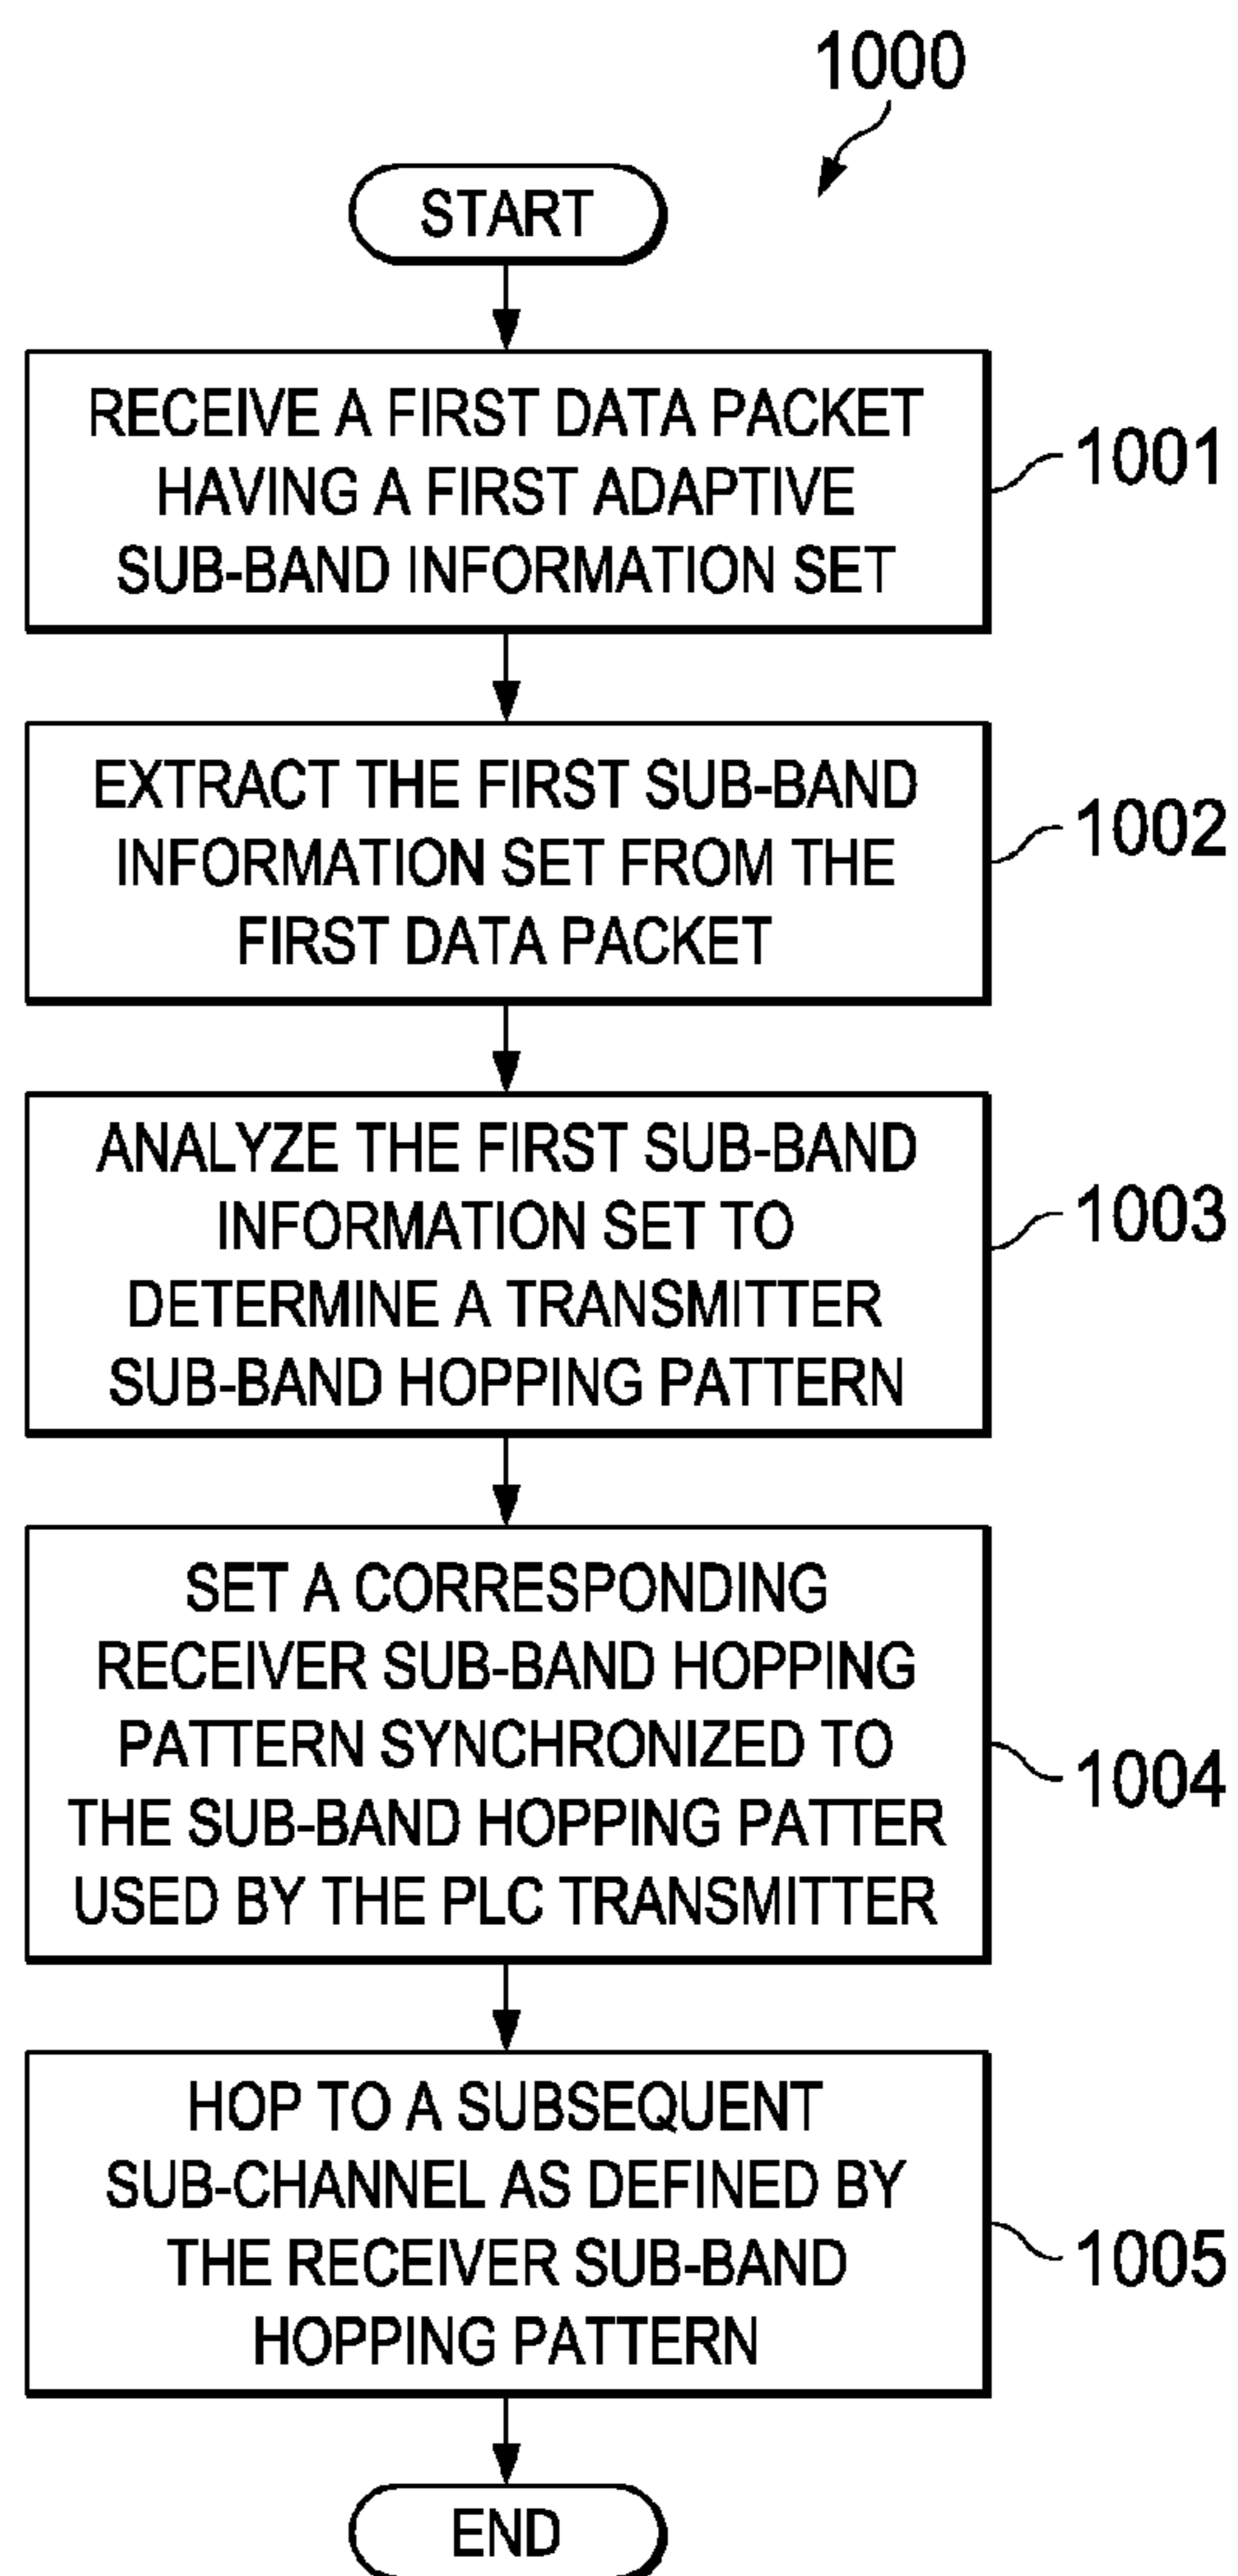 1000
START
RECEIVE A FIRST DATA PACKET
HAVING A FIRST ADAPTIVE
SUB-BAND INFORMATION SET
1001
EXTRACT THE FIRST SUB-BAND
INFORMATION SET FROM THE
FIRST DATA PACKET
1002
ANALYZE THE FIRST SUB-BAND
INFORMATION SET TO
DETERMINE A TRANSMITTER
SUB-BAND HOPPING PATTERN
1003
SET A CORRESPONDING
RECEIVER SUB-BAND HOPPING
PATTERN SYNCHRONIZED TO
THE SUB-BAND HOPPING PATTER
USED BY THE PLC TRANSMITTER
1004
HOP TO A SUBSEQUENT
SUB-CHANNEL AS DEFINED BY
THE RECEIVER SUB-BAND
HOPPING PATTERN
1005
END